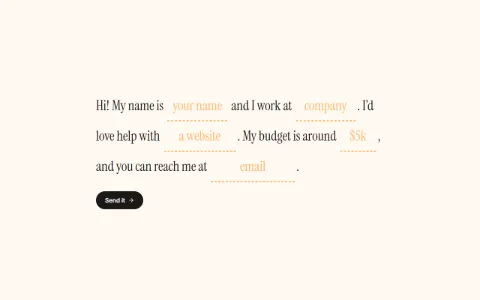 Hi! My name is your name and I work at company . I'd
love help with a website . My budget is around $5k ,
and you can reach me at email .
Send it →